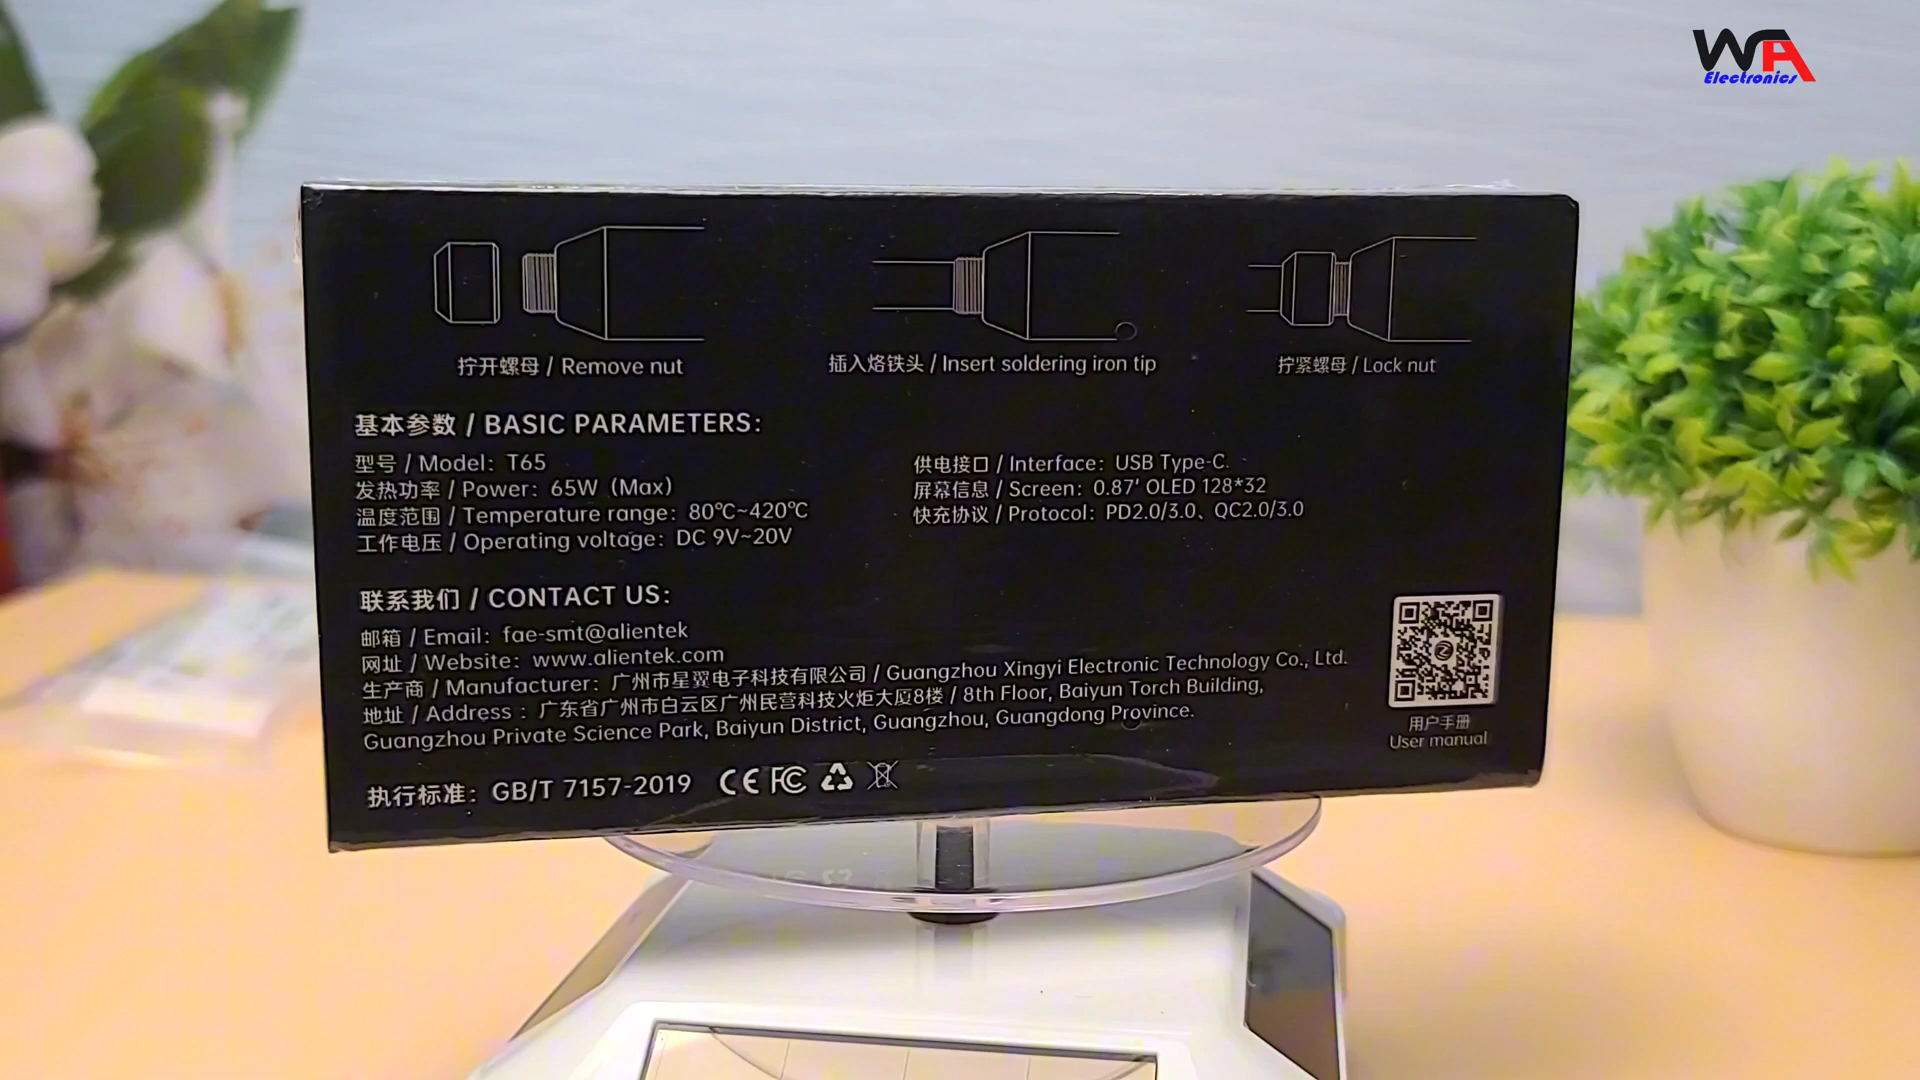 WA
Electronics
拧开螺母 / Remove nut
插入烙铁头 / Insert soldering iron tip
拧紧螺母 / Lock nut
基本参数 / BASIC PARAMETERS:
型号 / Model: T65
发热功率 / Power: 65W (Max)
温度范围 / Temperature range: 80℃~420℃
工作电压 / Operating voltage: DC 9V~20V
供电接口 / Interface: USB Type-C.
屏幕信息 / Screen: 0.87' OLED 128*32
快充协议 / Protocol: PD2.0/3.0、QC2.0/3.0
联系我们 / CONTACT US:
邮箱 / Email: fae-smt@alientek
网址 / Website: www.alientek.com
生产商 / Manufacturer: 广州市星翼电子科技有限公司 / Guangzhou Xingyi Electronic Technology Co., Ltd.
地址 / Address : 广东省广州市白云区广州民营科技火炬大厦8楼 / 8th Floor, Baiyun Torch Building,
Guangzhou Private Science Park, Baiyun District, Guangzhou, Guangdong Province.
用户手册
User manual
执行标准: GB/T 7157-2019 CE FC